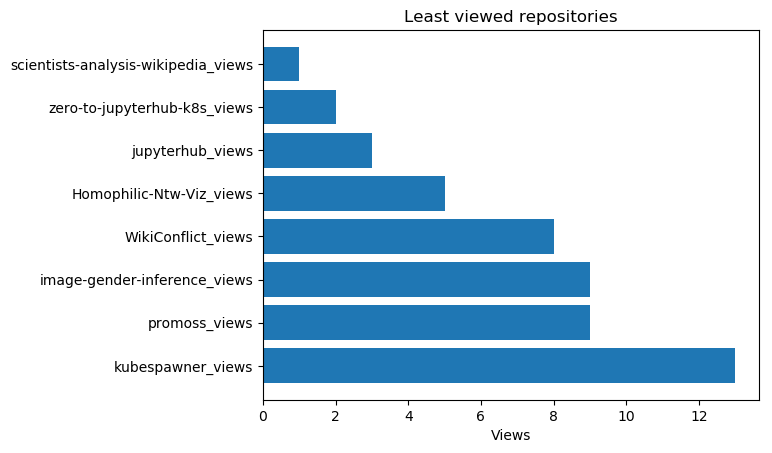 Least viewed repositories
scientists-analysis-wikipedia_views
zero-to-jupyterhub-k8s_views
jupyterhub_views
Homophilic-Ntw-Viz_views
WikiConflict_views
image-gender-inference_views
promoss_views
kubespawner_views
0 2 4 6 8 10 12
Views